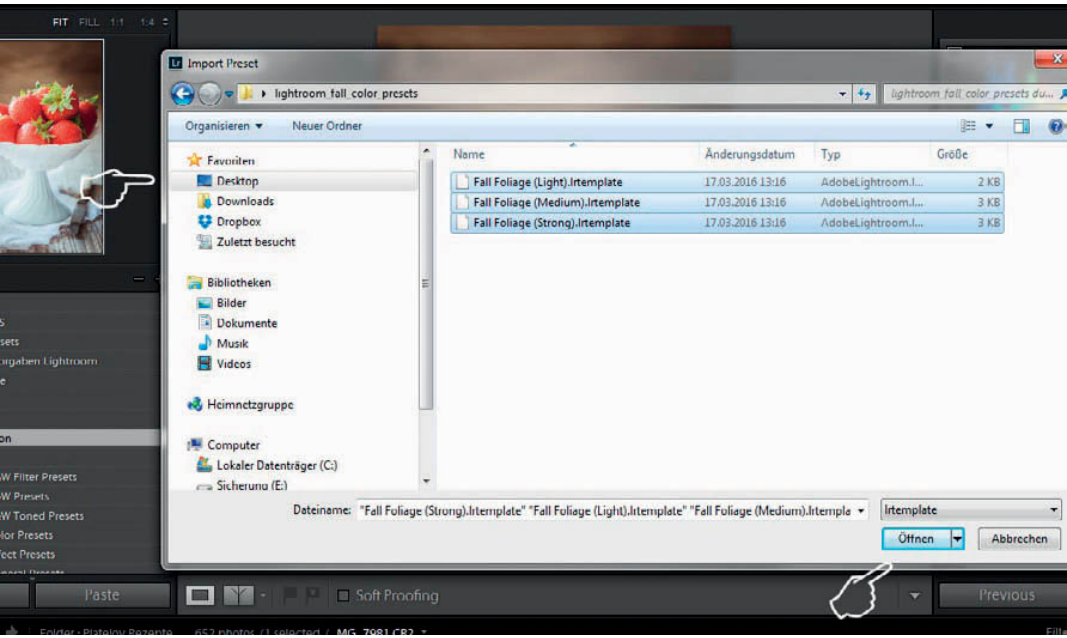 FIT FILL 1:1 1:4
Import Preset
lightroom_fall_color_presets
lightroom_fall_color_presets du...
Organisieren
Neuer Ordner
Favoriten
Desktop
Downloads
Dropbox
Zuletzt besucht
Bibliotheken
Bilder
Dokumente
Musik
Videos
Heimnetzgruppe
Computer
Lokaler Datenträger (C:)
Sicherung (E:)
Name Änderungsdatum Typ Größe
Fall Foliage (Light).lrtemplate 17.03.2016 13:16 AdobeLightroom.l... 2 KB
Fall Foliage (Medium).lrtemplate 17.03.2016 13:16 AdobeLightroom.l... 3 KB
Fall Foliage (Strong).lrtemplate 17.03.2016 13:16 AdobeLightroom.l... 3 KB
Dateiname: "Fall Foliage (Strong).lrtemplate" "Fall Foliage (Light).lrtemplate" "Fall Foliage (Medium).lrtempla
lrtemplate
Öffnen
Abbrechen
sets
orgaben Lightroom
on
W Filter Presets
W Presets
W Toned Presets
lor Presets
fect Presets
Paste
Soft Proofing
Previous
Folder : Platelov Rezepte 652 photos / 1 selected / MG_7981.CR2
Filte